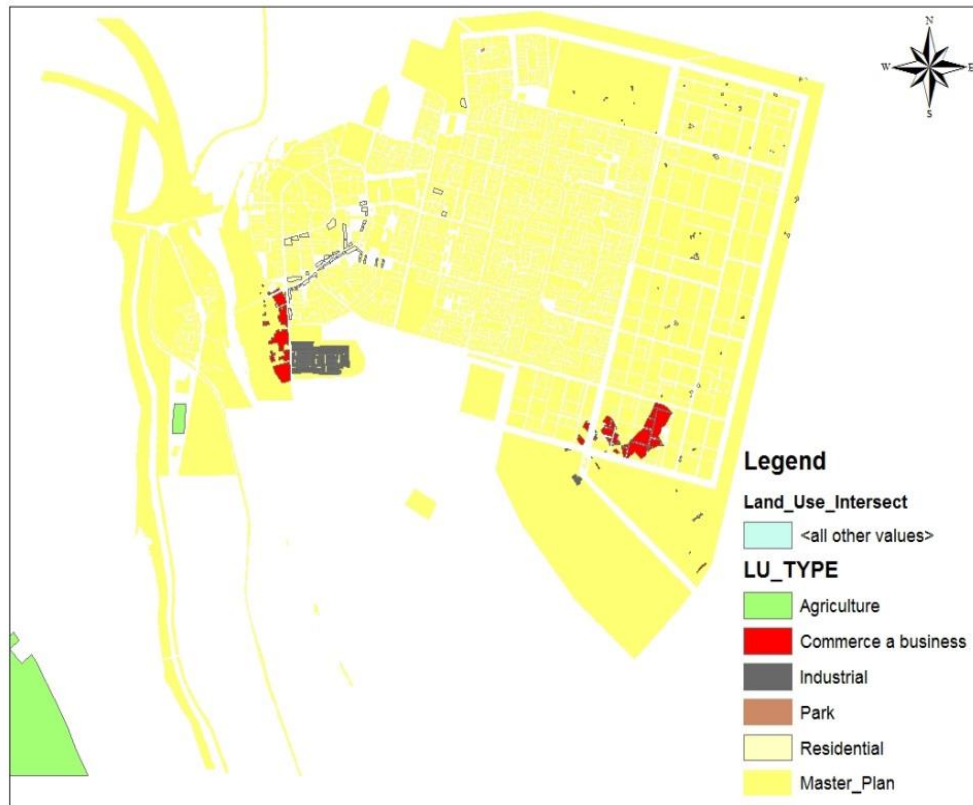 N
W E
S
Legend
Land_Use_Intersect
<all other values>
LU_TYPE
Agriculture
Commerce a business
Industrial
Park
Residential
Master_Plan